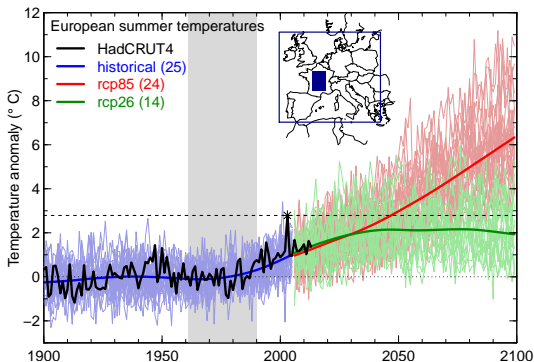 European summer temperatures
HadCRUT4
historical (25)
rcp85 (24)
rcp26 (14)
Temperature anomaly (° C)
12
10
8
6
4
2
0
−2
1900
1950
2000
2050
2100